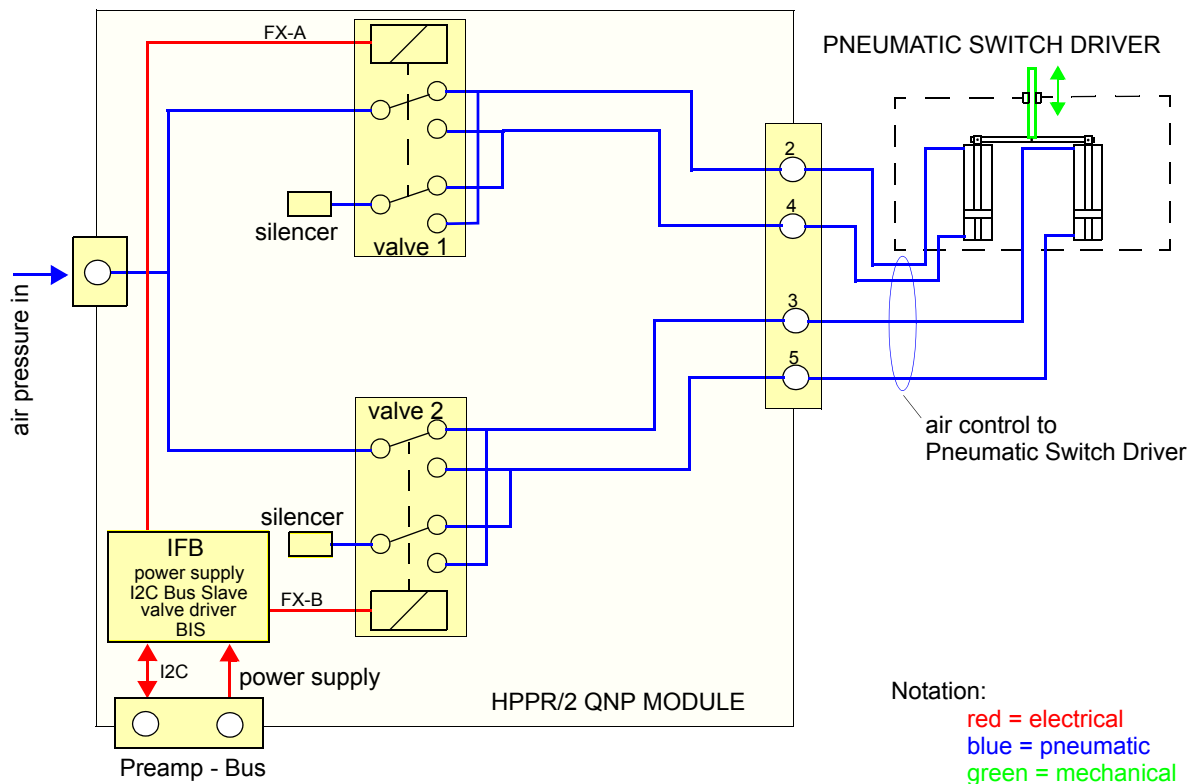 FX-A
PNEUMATIC SWITCH DRIVER
2
silencer
valve 1
4
air pressure in
3
5
valve 2
air control to
Pneumatic Switch Driver
silencer
IFB
power supply
I2C Bus Slave
valve driver
BIS
FX-B
I2C
power supply
HPPR/2 QNP MODULE
Preamp - Bus
Notation:
red = electrical
blue = pneumatic
green = mechanical